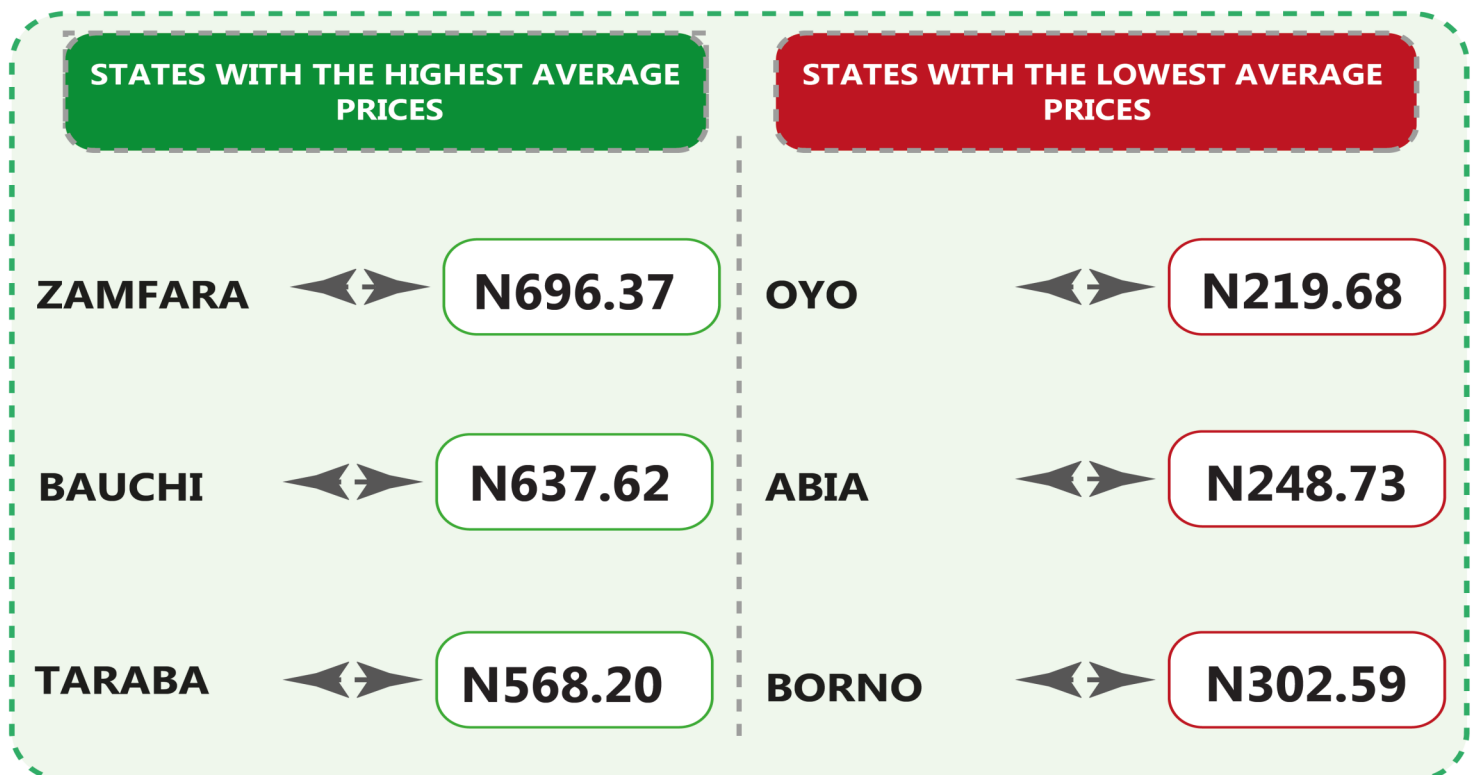 STATES WITH THE HIGHEST AVERAGE
PRICES
ZAMFARA N696.37
BAUCHI N637.62
TARABA N568.20
STATES WITH THE LOWEST AVERAGE
PRICES
OYO N219.68
ABIA N248.73
BORNO N302.59